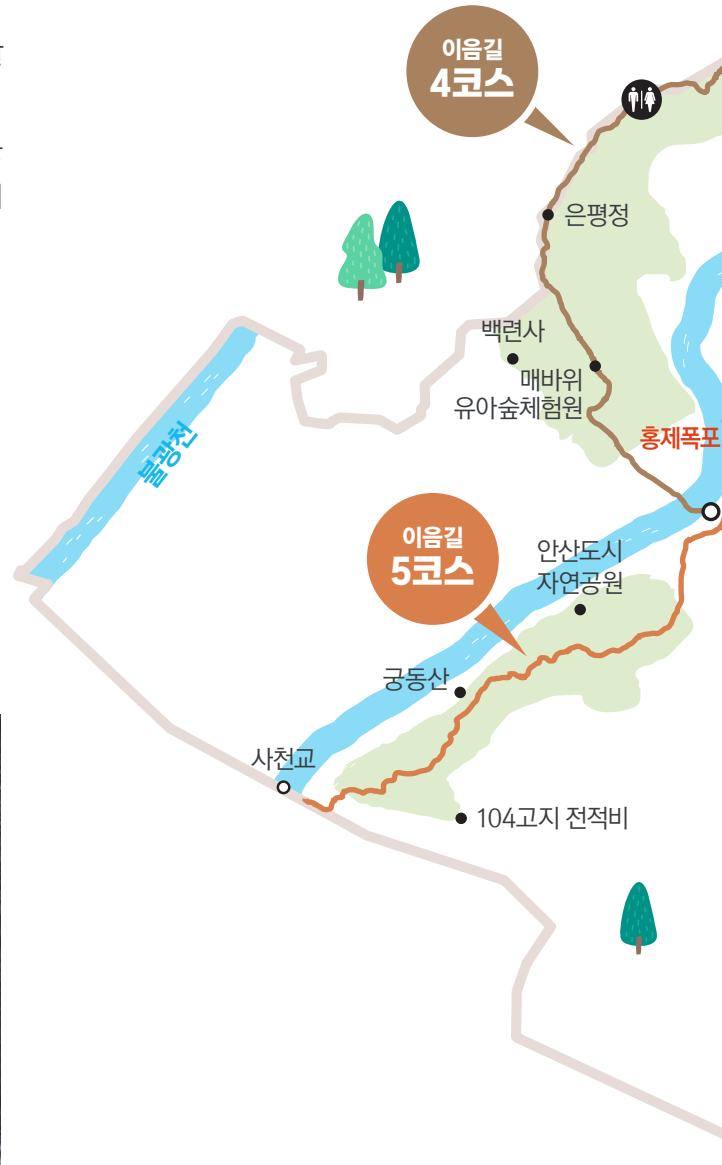 이음길
4코스
은평정
백련사
매바위
유아숲체험원
홍제폭포
불광천
이음길
5코스
안산도시
자연공원
궁동산
사천교
104고지 전적비